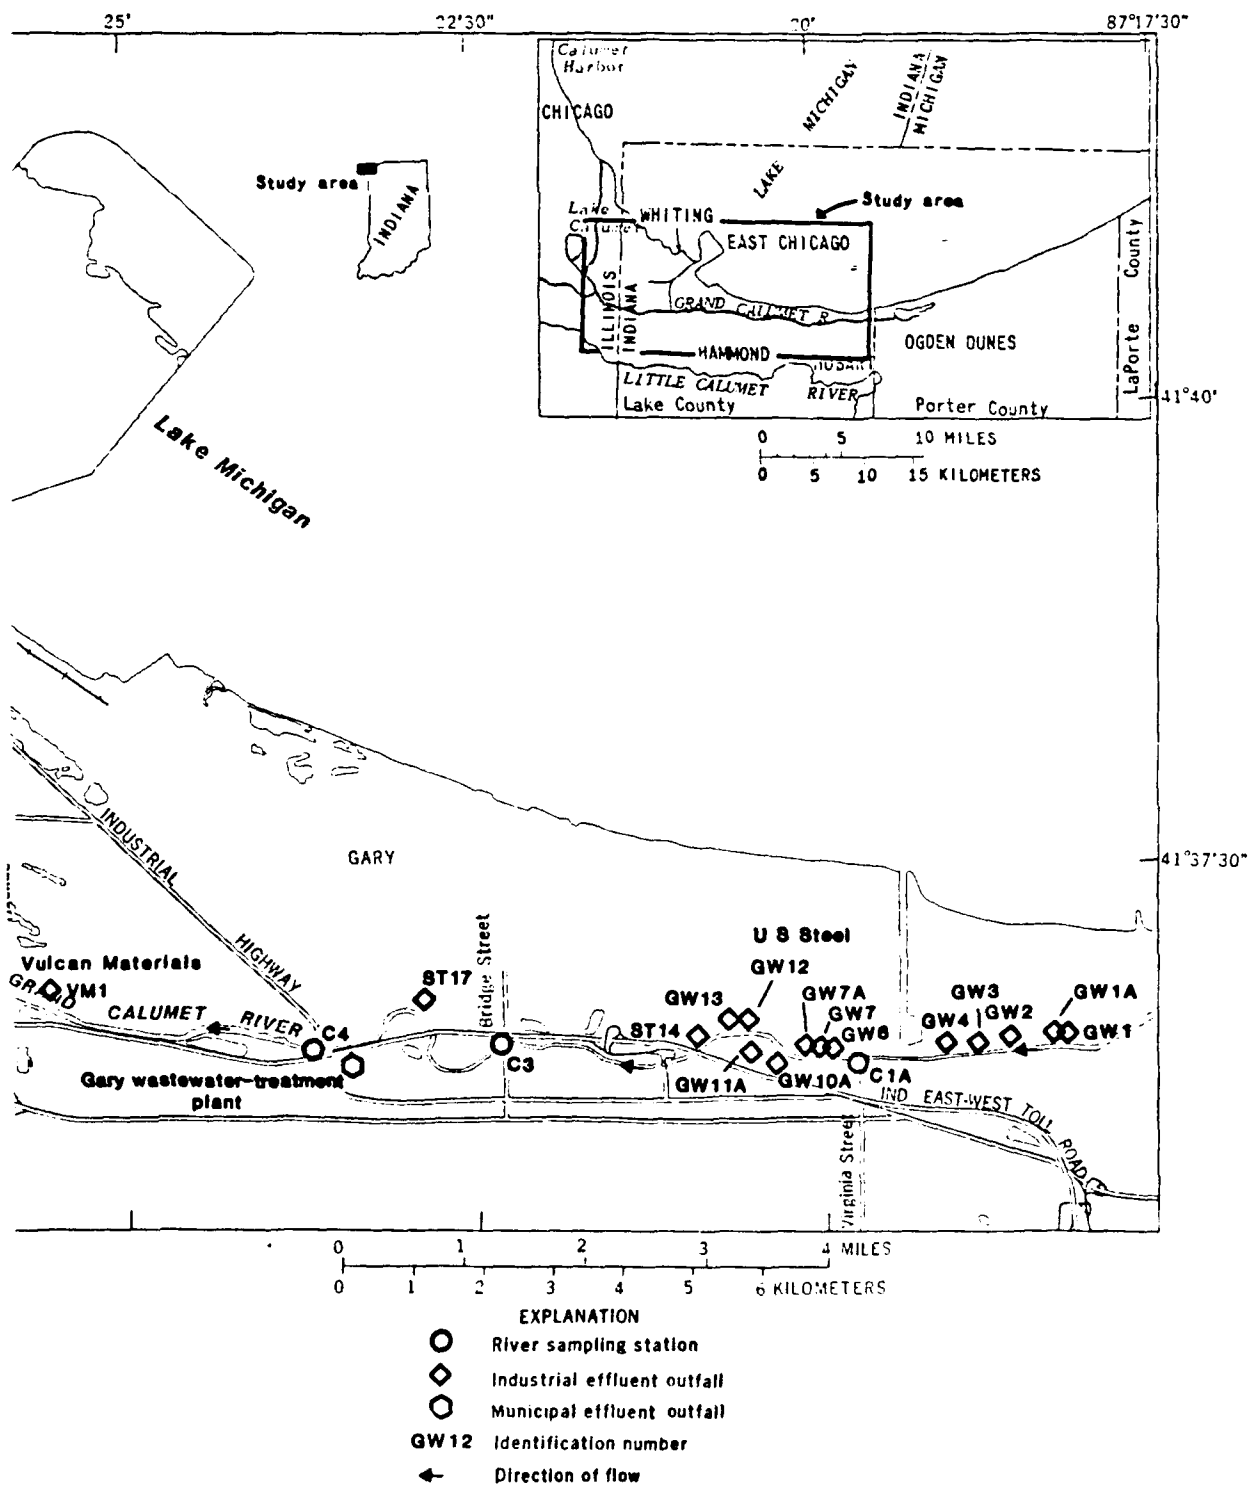 25'
22'30"
20'
87°17'30"
Calumet
Harbor
CHICAGO
MICHIGAN
INDIANA
MICHIGAN
LAKE
Study area
INDIANA
Study area
Lake
Calumet
WHITING
EAST CHICAGO
ILLINOIS
INDIANA
GRAND CALUMET R
OGDEN DUNES
HAMMOND
HOBART
LITTLE CALUMET RIVER
Lake County
Porter County
LaPorte County
41°40'
0 5 10 MILES
0 5 10 15 KILOMETERS
Lake Michigan
INDUSTRIAL
HIGHWAY
GARY
41°37'30"
Bridge Street
U S Steel
GW12
Vulcan Materials
VM1
ST17
GW13
GW7A
GW7
GW6
GW3
GW2
GW1A
GW4
GW1
ST14
GRAND CALUMET RIVER
C4
C3
GW11A
GW10A
C1A
Gary wastewater-treatment
plant
IND EAST-WEST TOLL ROAD
Virginia Street
0 1 2 3 4 MILES
0 1 2 3 4 5 6 KILOMETERS
EXPLANATION
River sampling station
Industrial effluent outfall
Municipal effluent outfall
GW12 Identification number
Direction of flow